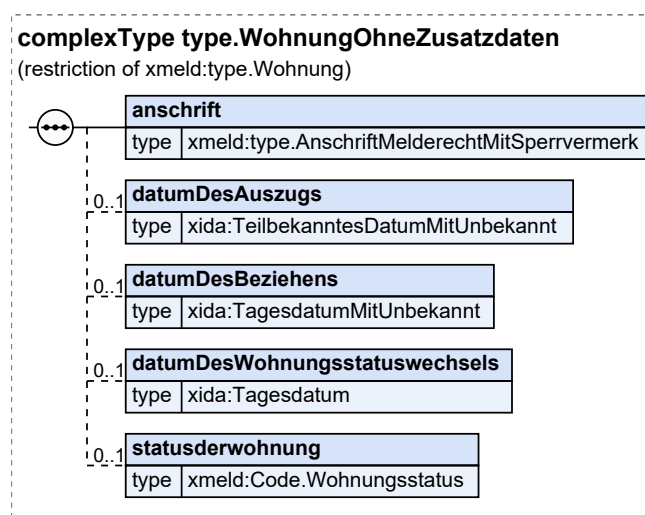 complexType type.WohnungOhneZusatzdaten
(restriction of xmeld:type.Wohnung)
anschrift
type xmeld:type.AnschriftMelderechtMitSperrvermerk
0..1 datumDesAuszugs
type xida:TeilbekanntesDatumMitUnbekannt
0..1 datumDesBeziehens
type xida:TagesdatumMitUnbekannt
0..1 datumDesWohnungsstatuswechsels
type xida:Tagesdatum
0..1 statusderwohnung
type xmeld:Code.Wohnungsstatus